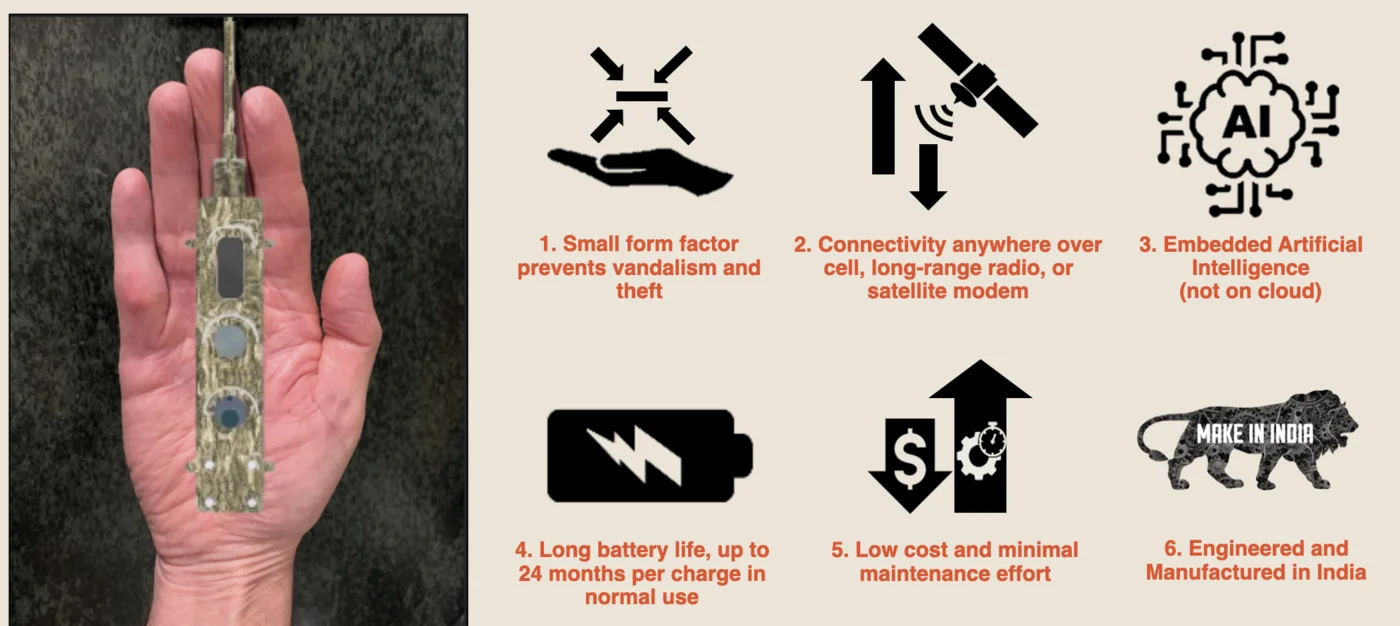 AI
1. Small form factor
prevents vandalism and
theft
2. Connectivity anywhere over
cell, long-range radio, or
satellite modem
3. Embedded Artificial
Intelligence
(not on cloud)
$
MAKE IN INDIA
4. Long battery life, up to
24 months per charge in
normal use
5. Low cost and minimal
maintenance effort
6. Engineered and
Manufactured in India